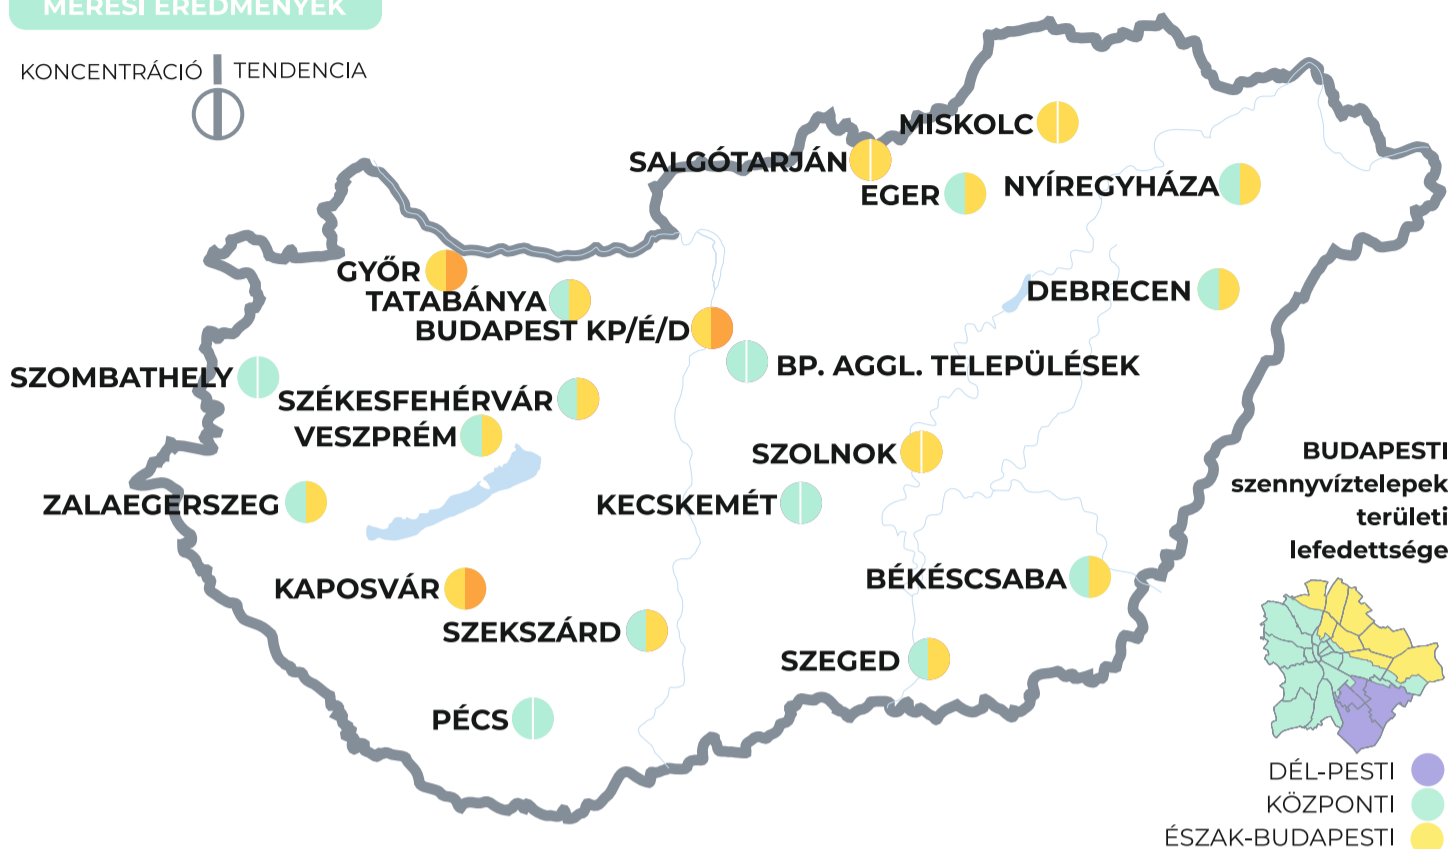 MÉRÉSI EREDMÉNYEK
KONCENTRÁCIÓ TENDENCIA
MISKOLC
SALGÓTARJÁN
EGER
NYÍREGYHÁZA
GYŐR
TATABÁNYA
DEBRECEN
BUDAPEST KP/É/D
BP. AGGL. TELEPÜLÉSEK
SZOMBATHELY
SZÉKESFEHÉRVÁR
VESZPRÉM
SZOLNOK
ZALAEGERSZEG
KECSKEMÉT
BUDAPESTI
szennyvíztelepek
területi
lefedettsége
BÉKÉSCSABA
KAPOSVÁR
SZEKSZÁRD
SZEGED
PÉCS
DÉL-PESTI
KÖZPONTI
ÉSZAK-BUDAPESTI